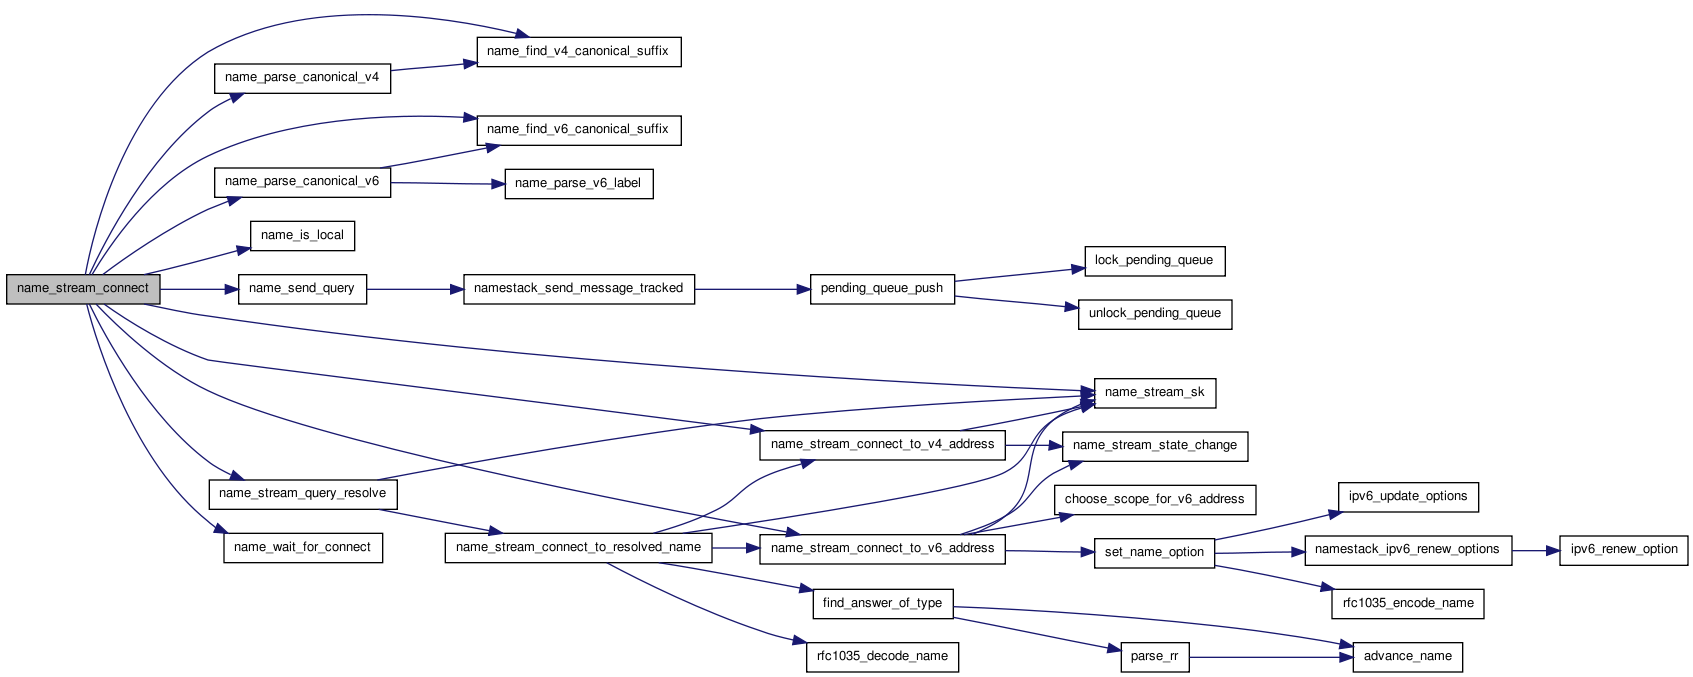 name_stream_connect
name_find_v4_canonical_suffix
name_parse_canonical_v4
name_find_v6_canonical_suffix
name_parse_canonical_v6
name_parse_v6_label
name_is_local
name_send_query
namestack_send_message_tracked
pending_queue_push
lock_pending_queue
unlock_pending_queue
name_stream_sk
name_stream_connect_to_v4_address
name_stream_state_change
name_stream_query_resolve
choose_scope_for_v6_address
ipv6_update_options
name_wait_for_connect
name_stream_connect_to_resolved_name
name_stream_connect_to_v6_address
set_name_option
namestack_ipv6_renew_options
ipv6_renew_option
find_answer_of_type
rfc1035_encode_name
rfc1035_decode_name
parse_rr
advance_name